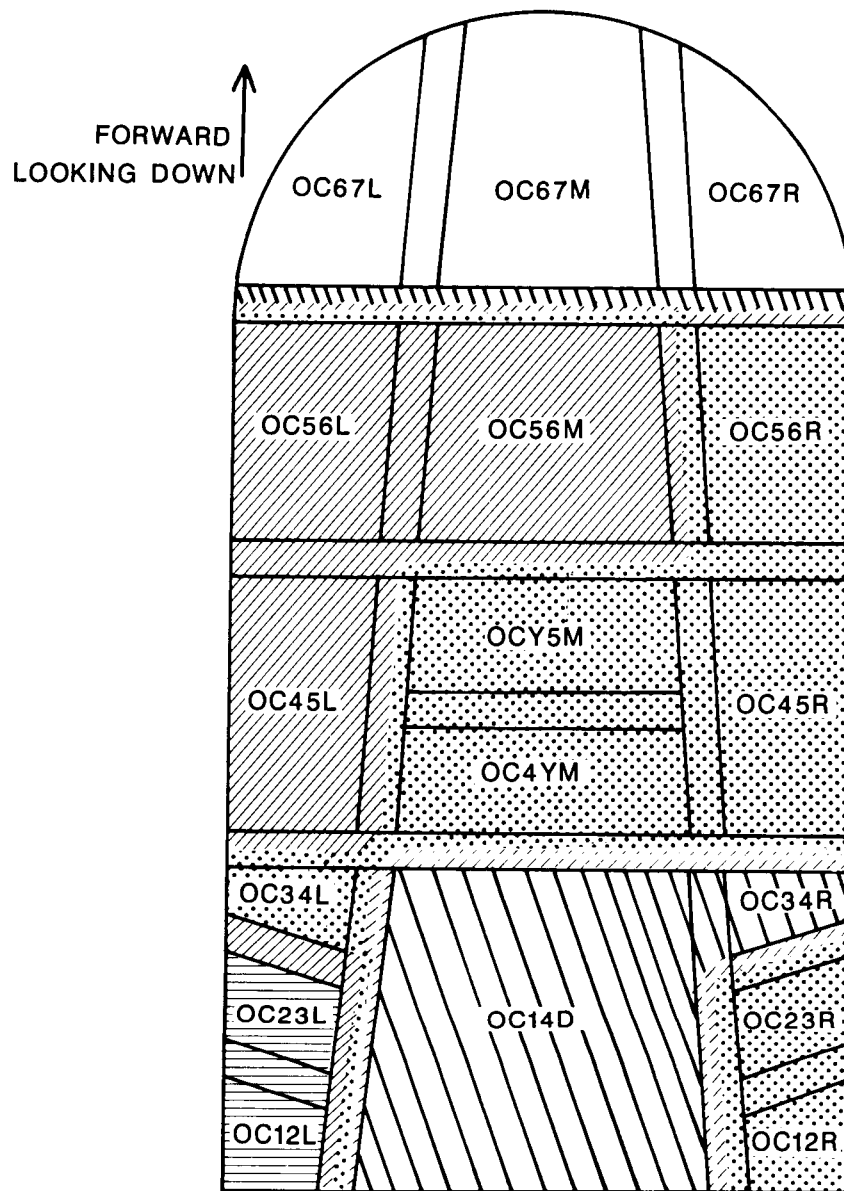 FORWARD
LOOKING DOWN
OC67L
OC67M
OC67R
OC56L
OC56M
OC56R
OCY5M
OC45L
OC45R
OC4YM
OC34L
OC34R
OC23L
OC14D
OC23R
OC12L
OC12R